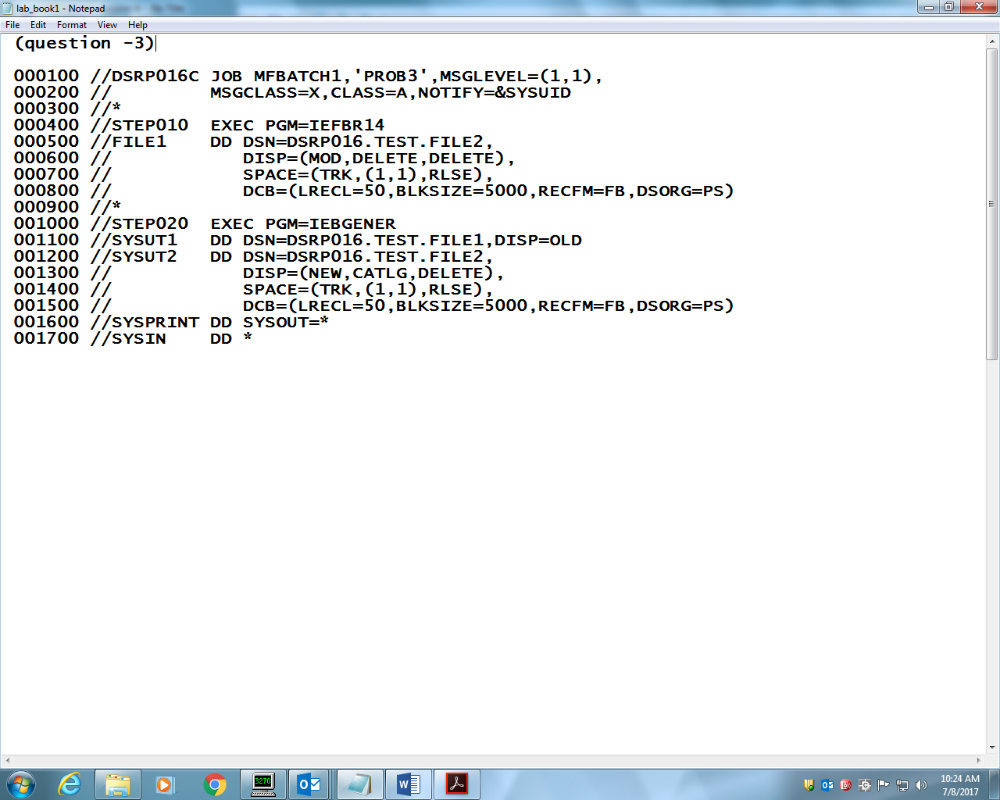 lab_book1 - Notepad
File Edit Format View Help
(question -3)
000100 //DSRP016C JOB MFBATCH1,'PROB3',MSGLEVEL=(1,1),
000200 //         MSGCLASS=X,CLASS=A,NOTIFY=&SYSUID
000300 //*
000400 //STEP010  EXEC PGM=IEFBR14
000500 //FILE1    DD DSN=DSRP016.TEST.FILE2,
000600 //            DISP=(MOD,DELETE,DELETE),
000700 //            SPACE=(TRK,(1,1),RLSE),
000800 //            DCB=(LRECL=50,BLKSIZE=5000,RECFM=FB,DSORG=PS)
000900 //*
001000 //STEP020  EXEC PGM=IEBGENER
001100 //SYSUT1   DD DSN=DSRP016.TEST.FILE1,DISP=OLD
001200 //SYSUT2   DD DSN=DSRP016.TEST.FILE2,
001300 //            DISP=(NEW,CATLG,DELETE),
001400 //            SPACE=(TRK,(1,1),RLSE),
001500 //            DCB=(LRECL=50,BLKSIZE=5000,RECFM=FB,DSORG=PS)
001600 //SYSPRINT DD SYSOUT=*
001700 //SYSIN    DD *
3270
10:24 AM
7/8/2017